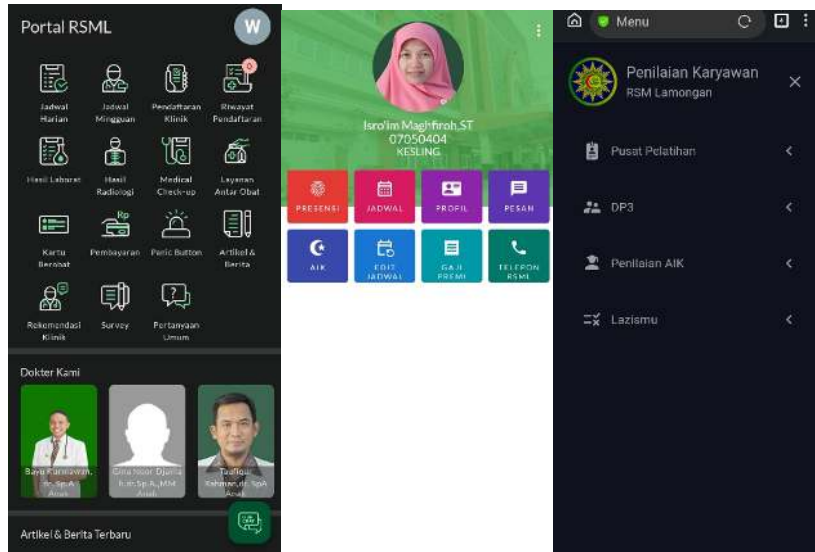 Portal RSML
W
Jadwal
Harian
Jadwal
Mingguan
Pendaftaran
Klinik
Riwayat
Pendaftaran
Hasil Laborat
Hasil
Radiologi
Medical
Check-up
Layanan
Antar Obat
Kartu
Berobat
Rp
Pembayaran
Panic Button
Artikel &
Berita
Rekomendasi
Klinik
Survey
Pertanyaan
Umum
Dokter Kami
Bayu Kurniawan,
dr, Sp.A
Anak
Anak
Taufiqur
Rahman,dr, SpA
Anak
Artikel & Berita Terbaru
Isro'im Maghfiroh,ST
07050404
KESLING
PRESENSI
JADWAL
PROFIL
PESAN
AIK
EDIT
JADWAL
GAJI
PREMI
TELEPON
RSML
Menu
Penilaian Karyawan
RSM Lamongan
Pusat Pelatihan
DP3
Penilaian AIK
Lazismu